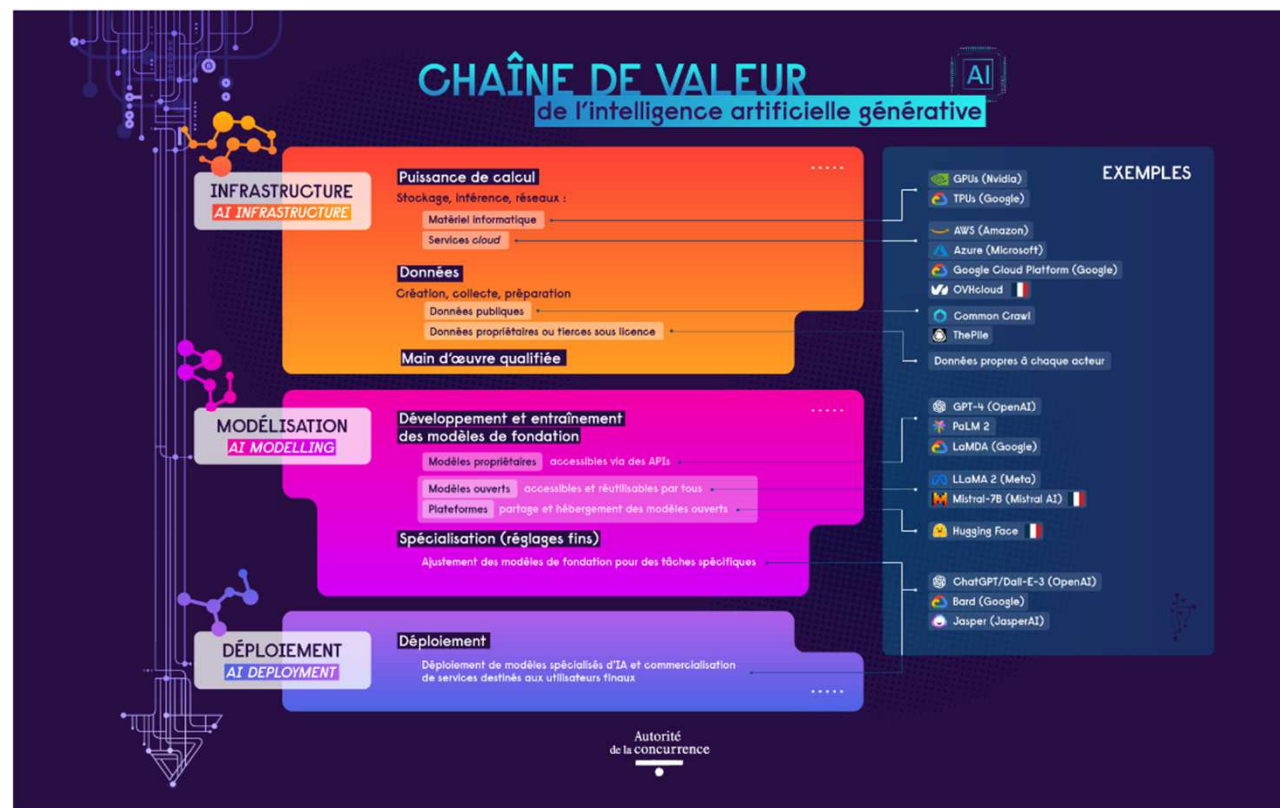 CHAÎNE DE VALEUR
de l'intelligence artificielle générative
AI
INFRASTRUCTURE
AI INFRASTRUCTURE
Puissance de calcul
Stockage, inférence, réseaux :
Matériel informatique
Services cloud
Données
Création, collecte, préparation
Données publiques
Données propriétaires ou tierces sous licence
Main d'œuvre qualifiée
MODÉLISATION
AI MODELLING
Développement et entraînement
des modèles de fondation
Modèles propriétaires accessibles via des APIs
Modèles ouverts accessibles et réutilisables par tous
Plateformes partage et hébergement des modèles ouverts
Spécialisation (réglages fins)
Ajustement des modèles de fondation pour des tâches spécifiques
DÉPLOIEMENT
AI DEPLOYMENT
Déploiement
Déploiement de modèles spécialisés d'IA et commercialisation
de services destinés aux utilisateurs finaux
EXEMPLES
GPUs (Nvidia)
TPUs (Google)
AWS (Amazon)
Azure (Microsoft)
Google Cloud Platform (Google)
OVHcloud
Common Crawl
ThePile
Données propres à chaque acteur
GPT-4 (OpenAI)
PaLM 2
LaMDA (Google)
LLaMA 2 (Meta)
Mistral-7B (Mistral AI)
Hugging Face
ChatGPT/Dall-E-3 (OpenAI)
Bard (Google)
Jasper (JasperAI)
Autorité
de la concurrence